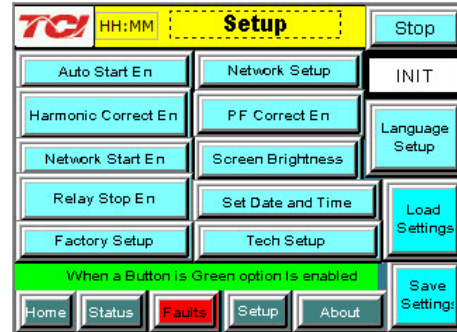 TCI HH:MM Setup Stop
Auto Start En Network Setup INIT
Harmonic Correct En PF Correct En Language
Setup
Network Start En Screen Brightness
Relay Stop En Set Date and Time Load
Settings
Factory Setup Tech Setup
When a Button is Green option Is enabled Save
Settings
Home Status Faults Setup About